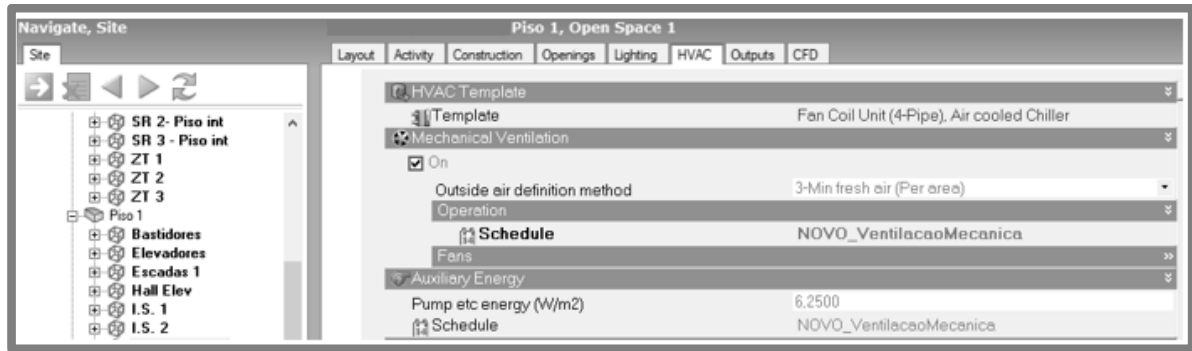 Navigate, Site
Site
SR 2- Piso int
SR 3 - Piso int
ZT 1
ZT 2
ZT 3
Piso 1
Bastidores
Elevadores
Escadas 1
Hall Elev
I.S. 1
I.S. 2
Piso 1, Open Space 1
Layout Activity Construction Openings Lighting HVAC Outputs CFD
HVAC Template
Template Fan Coil Unit (4-Pipe), Air cooled Chiller
Mechanical Ventilation
On
Outside air definition method 3-Min fresh air (Per area)
Operation
Schedule NOVO_VentilacaoMecanica
Fans
Auxiliary Energy
Pump etc energy (W/m2) 6,2500
Schedule NOVO_VentilacaoMecanica